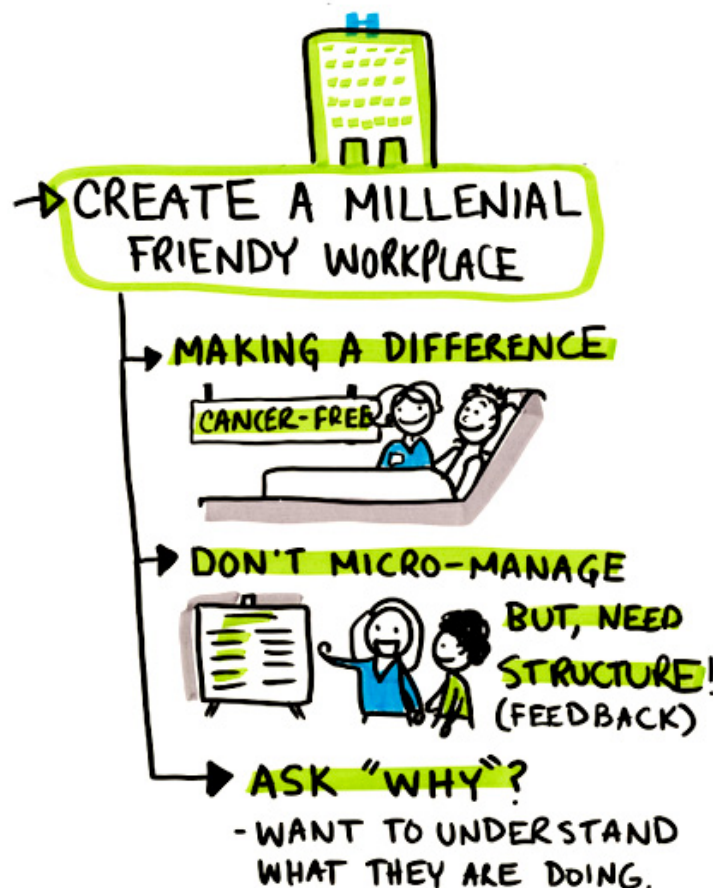 H
CREATE A MILLENIAL
FRIENDY WORKPLACE
MAKING A DIFFERENCE
CANCER-FREE
DON'T MICRO-MANAGE
BUT, NEED
STRUCTURE!
(FEEDBACK)
ASK "WHY"?
- WANT TO UNDERSTAND
WHAT THEY ARE DOING.